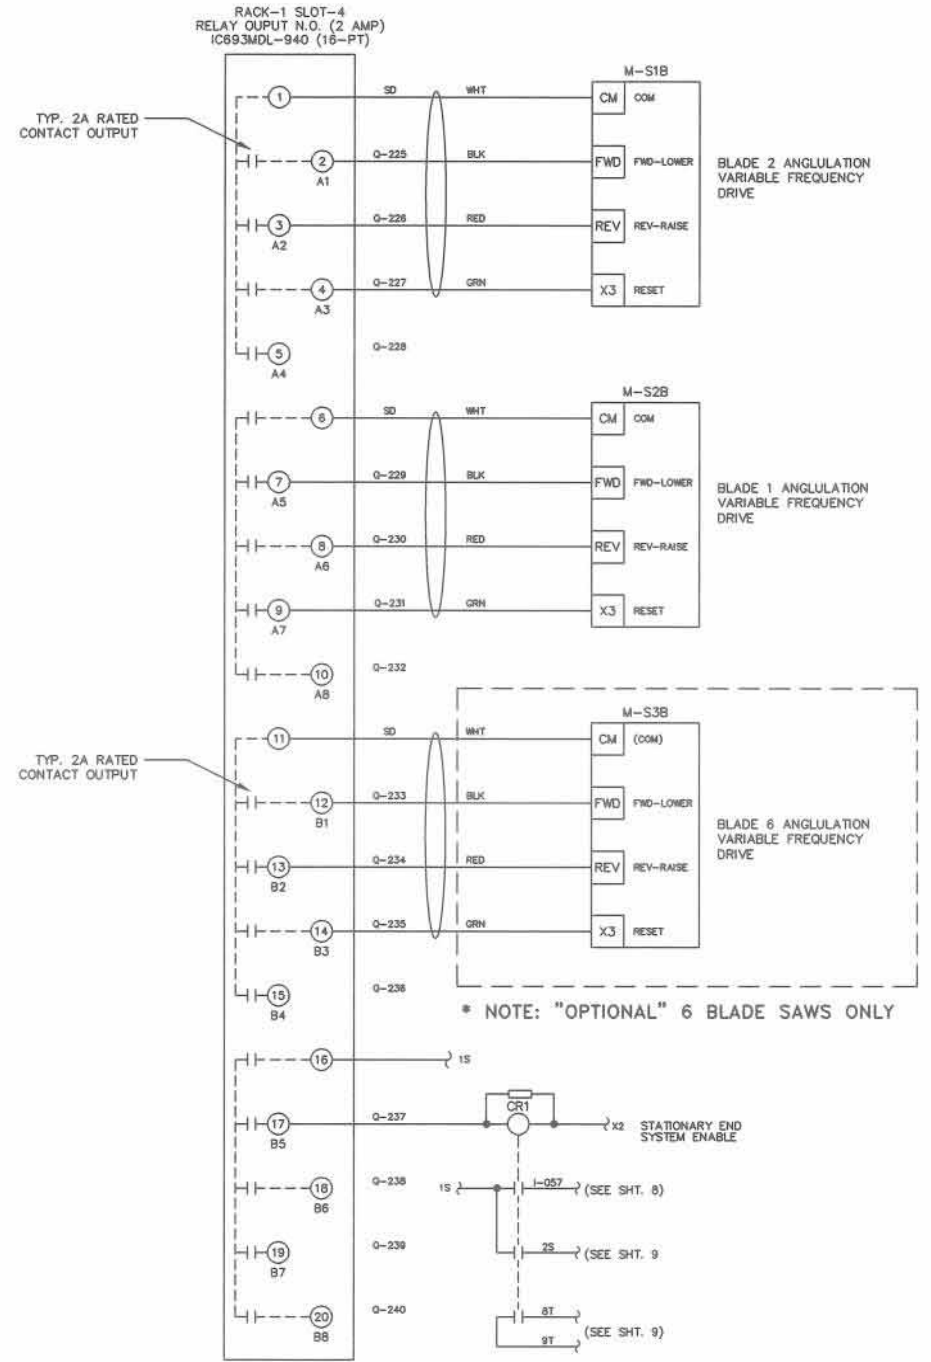 RACK-1 SLOT-4
RELAY OUPUT N.O. (2 AMP)
IC693MDL-940 (16-PT)
TYP. 2A RATED
CONTACT OUTPUT
M-S1B
1 SD WHT CM COM
2 Q-225 BLK FWD FWD-LOWER
A1
3 Q-226 RED REV REV-RAISE
A2
4 Q-227 GRN X3 RESET
A3
5 Q-228
A4
BLADE 2 ANGLULATION
VARIABLE FREQUENCY
DRIVE
M-S2B
6 SD WHT CM COM
7 Q-229 BLK FWD FWD-LOWER
A5
8 Q-230 RED REV REV-RAISE
A6
9 Q-231 GRN X3 RESET
A7
10 Q-232
A8
BLADE 1 ANGLULATION
VARIABLE FREQUENCY
DRIVE
TYP. 2A RATED
CONTACT OUTPUT
M-S3B
11 SD WHT CM (COM)
12 Q-233 BLK FWD FWD-LOWER
B1
13 Q-234 RED REV REV-RAISE
B2
14 Q-235 GRN X3 RESET
B3
15 Q-236
B4
BLADE 6 ANGLULATION
VARIABLE FREQUENCY
DRIVE
* NOTE: "OPTIONAL" 6 BLADE SAWS ONLY
16 1S
CR1
17 Q-237 X2 STATIONARY END
SYSTEM ENABLE
B5
18 Q-238 1S I-057 (SEE SHT. 8)
B6
19 Q-239 2S (SEE SHT. 9
B7
20 Q-240 8T
B8
(SEE SHT. 9)
9T